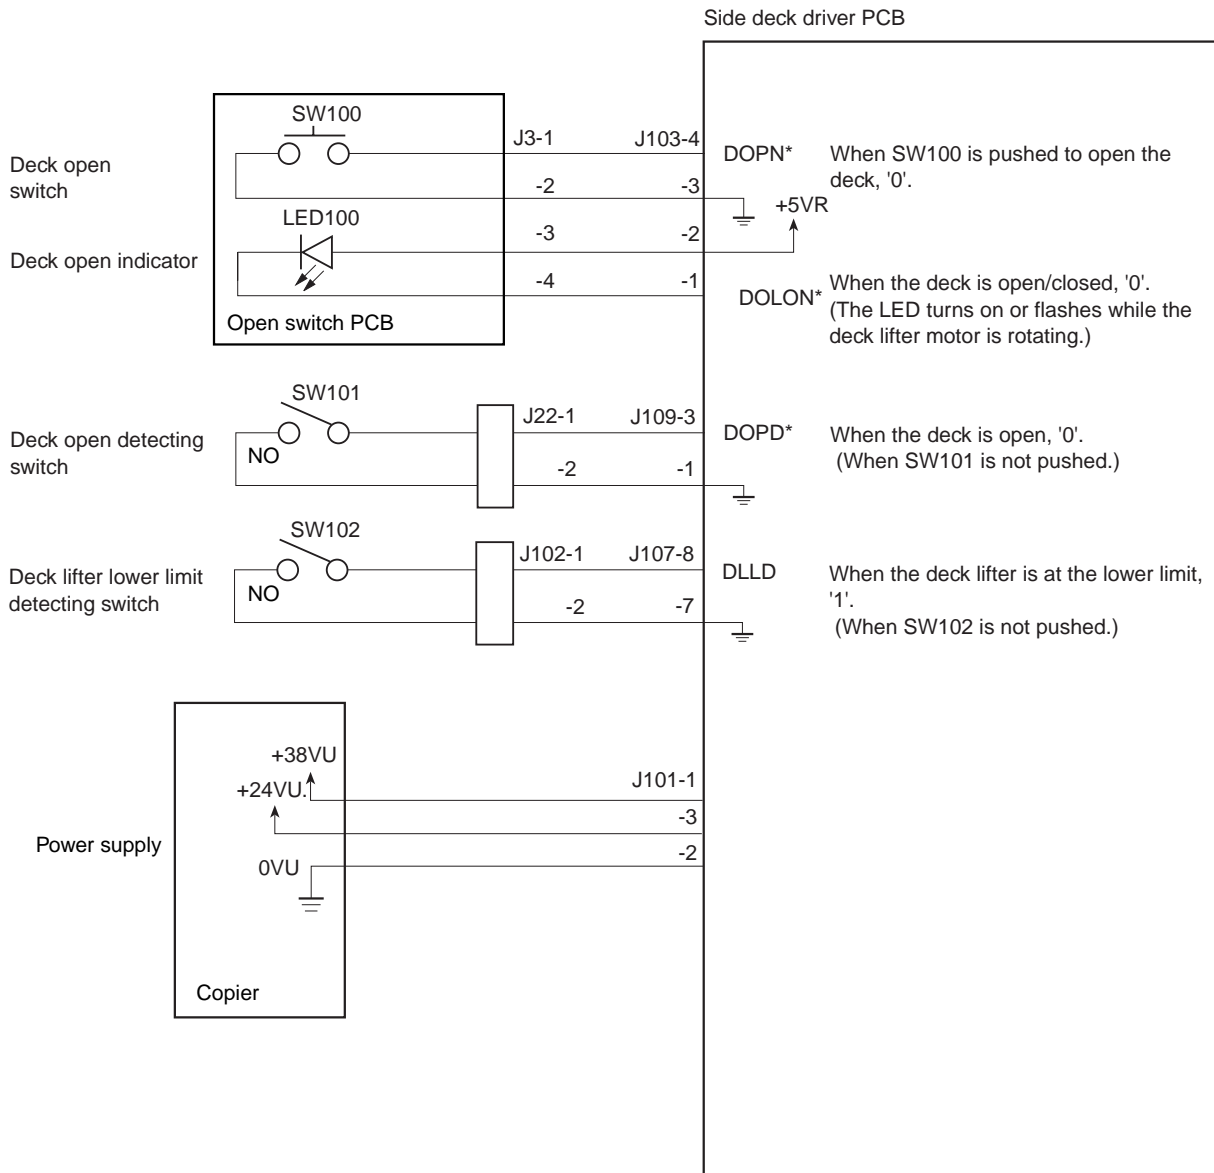 Side deck driver PCB
SW100
J3-1
J103-4
Deck open
switch
DOPN*
When SW100 is pushed to open the
deck, '0'.
-2
-3
+5VR
LED100
-3
-2
Deck open indicator
-4
-1
DOLON*
When the deck is open/closed, '0'.
(The LED turns on or flashes while the
deck lifter motor is rotating.)
Open switch PCB
SW101
J22-1
J109-3
Deck open detecting
switch
NO
DOPD*
When the deck is open, '0'.
(When SW101 is not pushed.)
-2
-1
SW102
J102-1
J107-8
Deck lifter lower limit
detecting switch
NO
DLLD
When the deck lifter is at the lower limit,
'1'.
(When SW102 is not pushed.)
-2
-7
+38VU
+24VU.
J101-1
-3
Power supply
-2
0VU
Copier